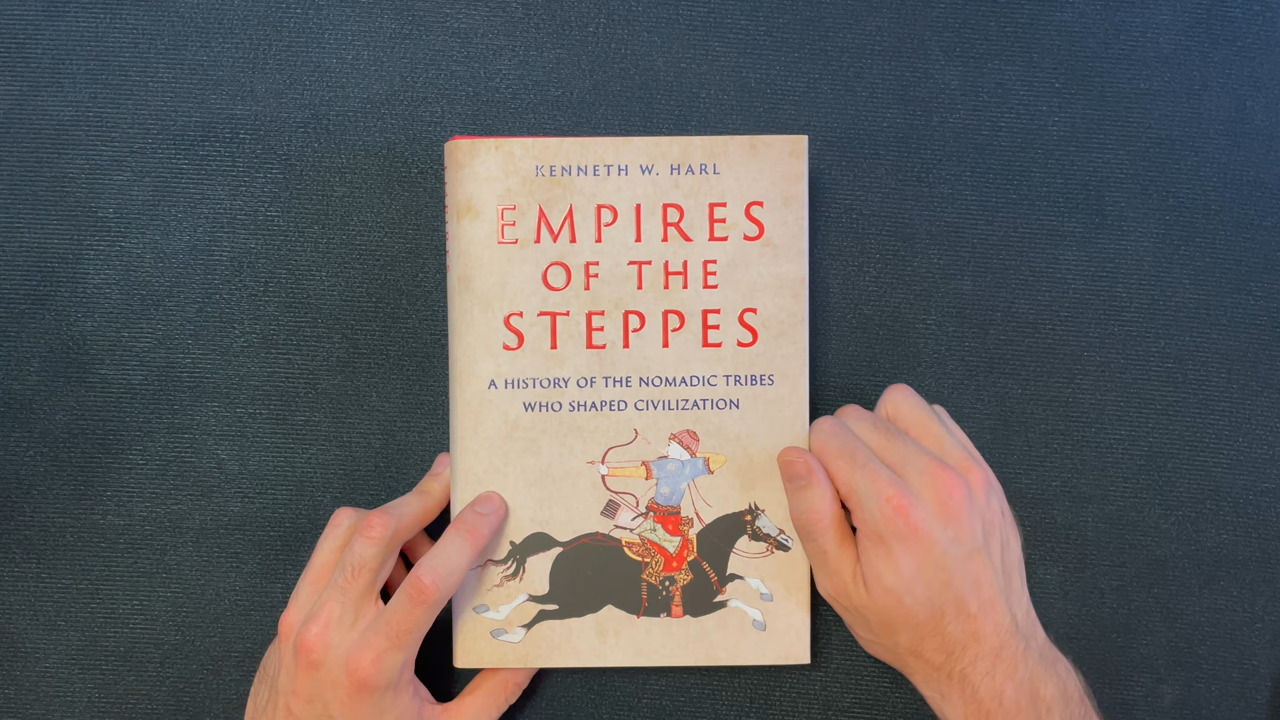 KENNETH W. HARL
EMPIRES
OF THE
STEPPES
A HISTORY OF THE NOMADIC TRIBES
WHO SHAPED CIVILIZATION